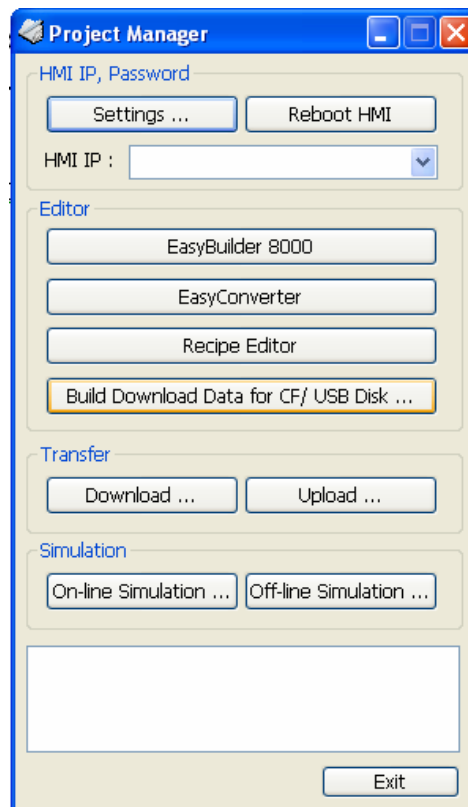 Project Manager
HMI IP, Password
Settings ... Reboot HMI
HMI IP :
Editor
EasyBuilder 8000
EasyConverter
Recipe Editor
Build Download Data for CF/ USB Disk ...
Transfer
Download ... Upload ...
Simulation
On-line Simulation ... Off-line Simulation ...
Exit